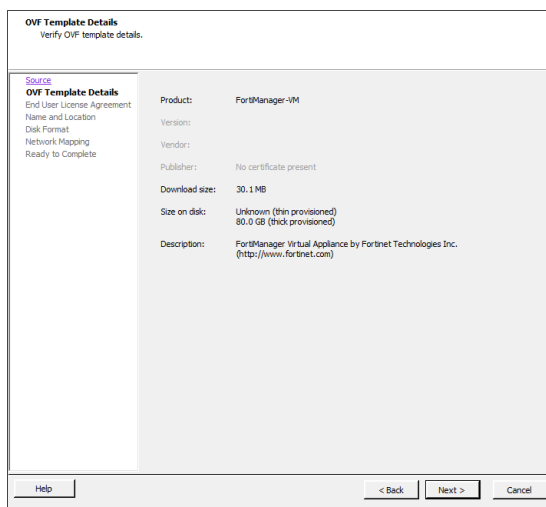 OVF Template Details
Verify OVF template details.
Source
OVF Template Details
End User License Agreement
Name and Location
Disk Format
Network Mapping
Ready to Complete
Product: FortiManager-VM
Version:
Vendor:
Publisher: No certificate present
Download size: 30.1 MB
Size on disk: Unknown (thin provisioned)
80.0 GB (thick provisioned)
Description: FortiManager Virtual Appliance by Fortinet Technologies Inc.
(http://www.fortinet.com)
Help < Back Next > Cancel